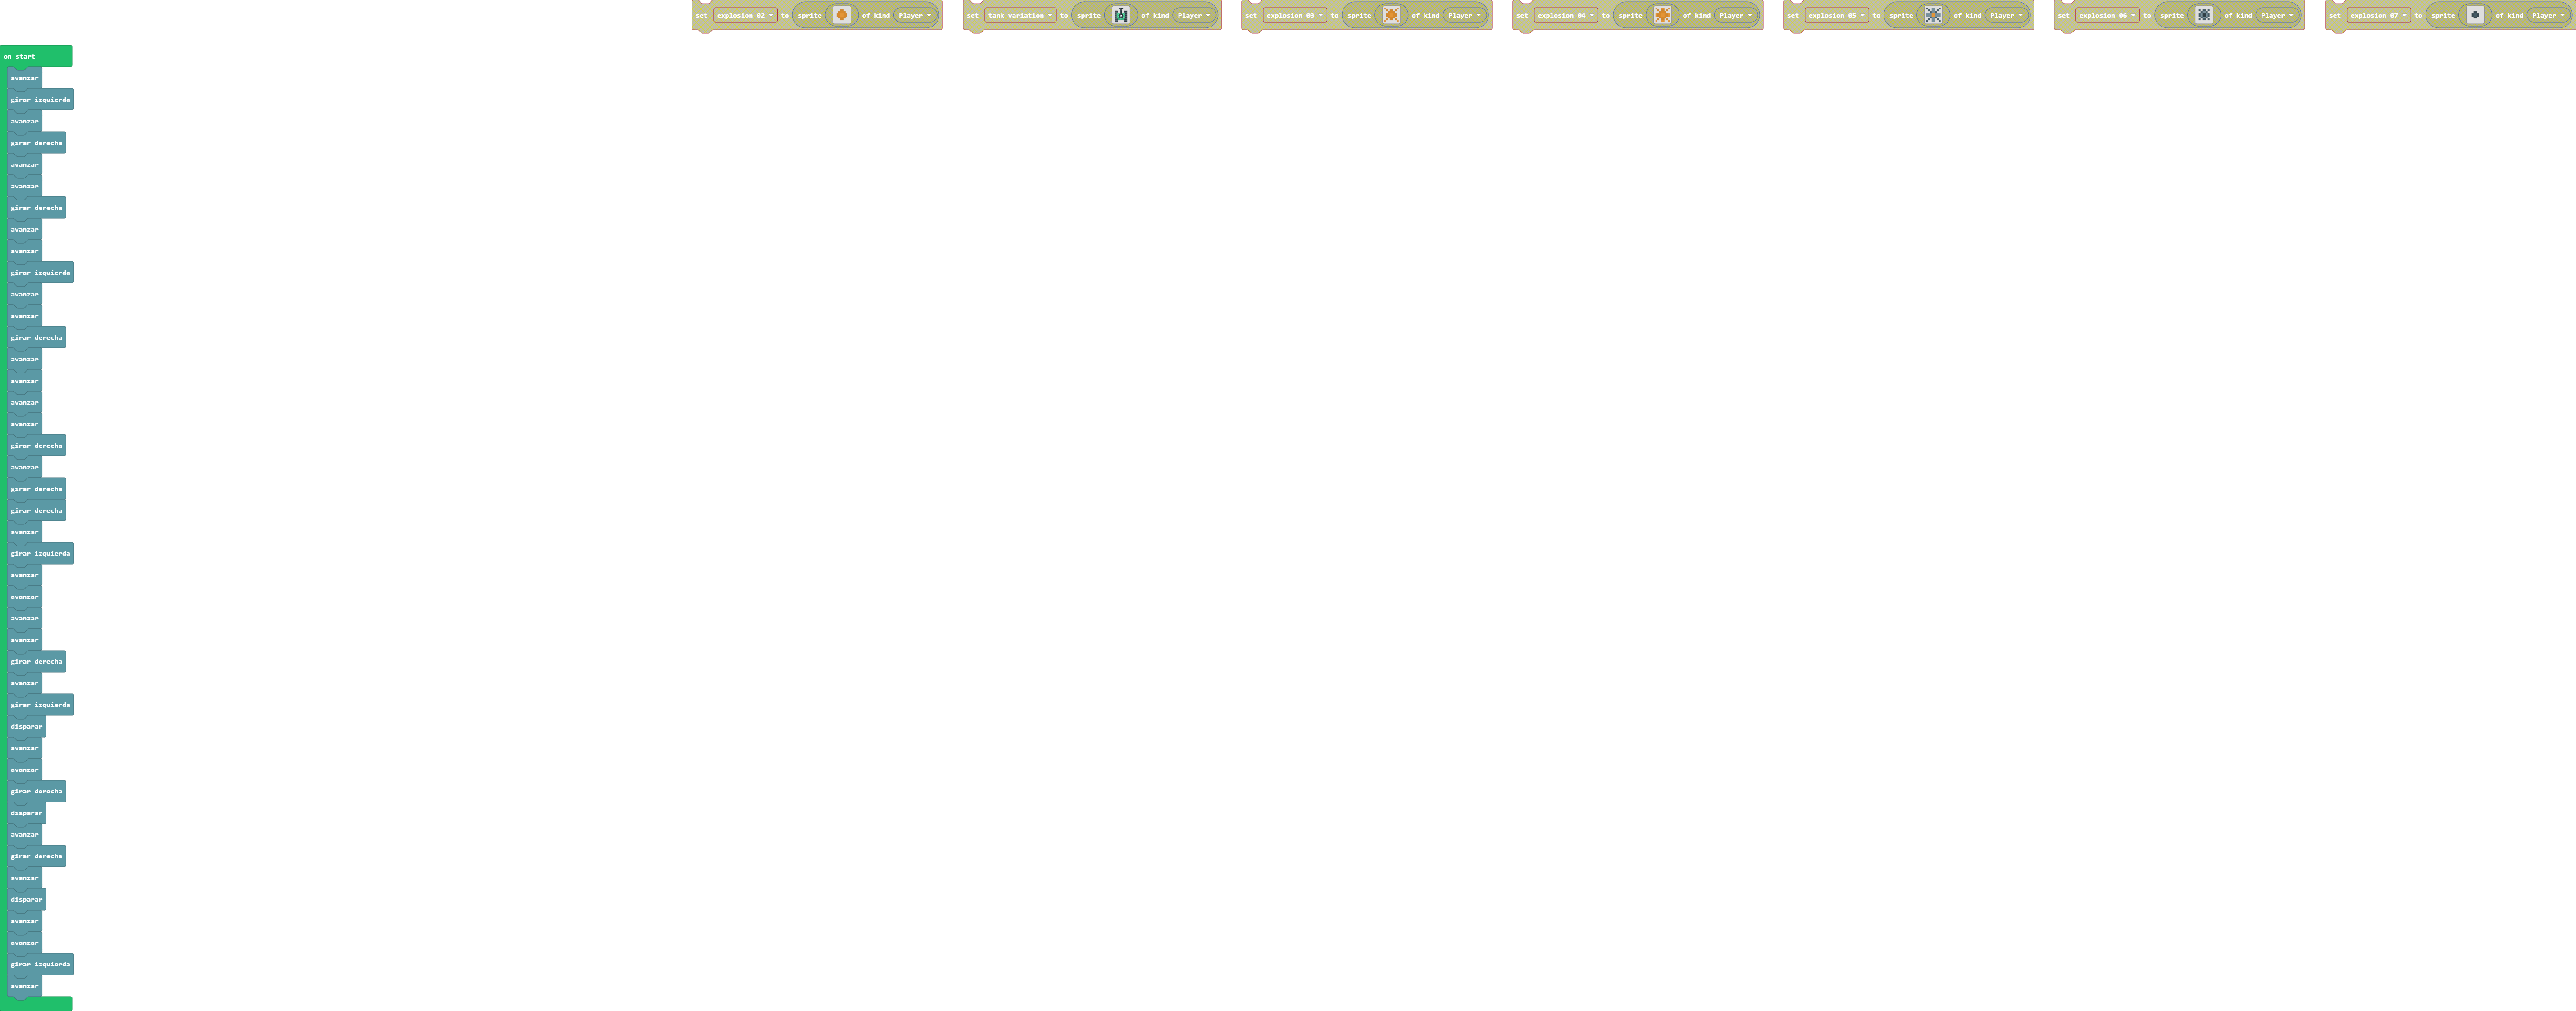 set explosion 02 to sprite of kind Player
set tank variation to sprite of kind Player
set explosion 03 to sprite of kind Player
set explosion 04 to sprite of kind Player
set explosion 05 to sprite of kind Player
set explosion 06 to sprite of kind Player
set explosion 07 to sprite of kind Player
on start
avanzar
girar izquierda
avanzar
girar derecha
avanzar
avanzar
girar derecha
avanzar
avanzar
girar izquierda
avanzar
avanzar
girar derecha
avanzar
avanzar
avanzar
avanzar
girar derecha
avanzar
girar derecha
girar derecha
avanzar
girar izquierda
avanzar
avanzar
avanzar
avanzar
girar derecha
avanzar
girar izquierda
disparar
avanzar
avanzar
girar derecha
disparar
avanzar
girar derecha
avanzar
disparar
avanzar
avanzar
girar izquierda
avanzar